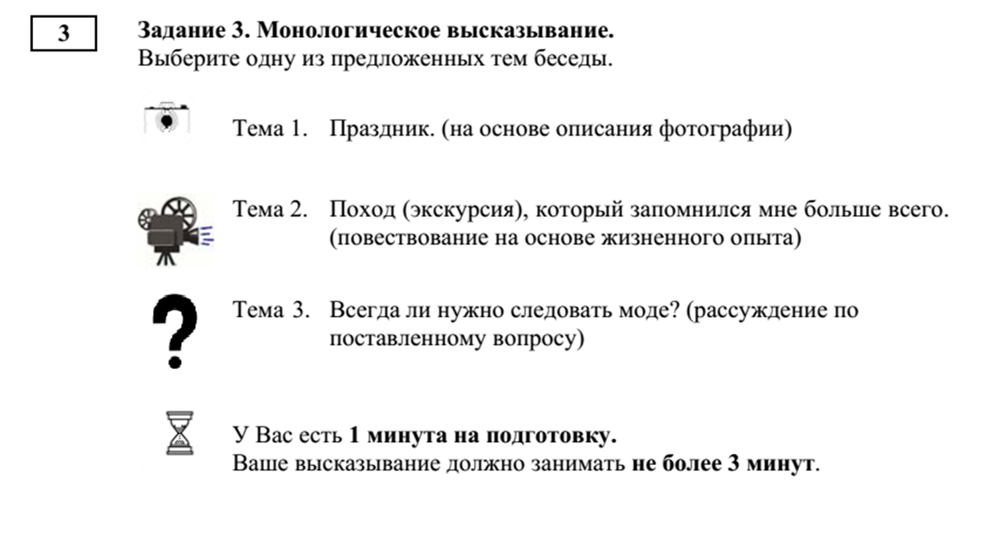 3
Задание 3. Монологическое высказывание.
Выберите одну из предложенных тем беседы.
Тема 1. Праздник. (на основе описания фотографии)
Тема 2. Поход (экскурсия), который запомнился мне больше всего.
(повествование на основе жизненного опыта)
?
Тема 3. Всегда ли нужно следовать моде? (рассуждение по
поставленному вопросу)
У Вас есть 1 минута на подготовку.
Ваше высказывание должно занимать не более 3 минут.